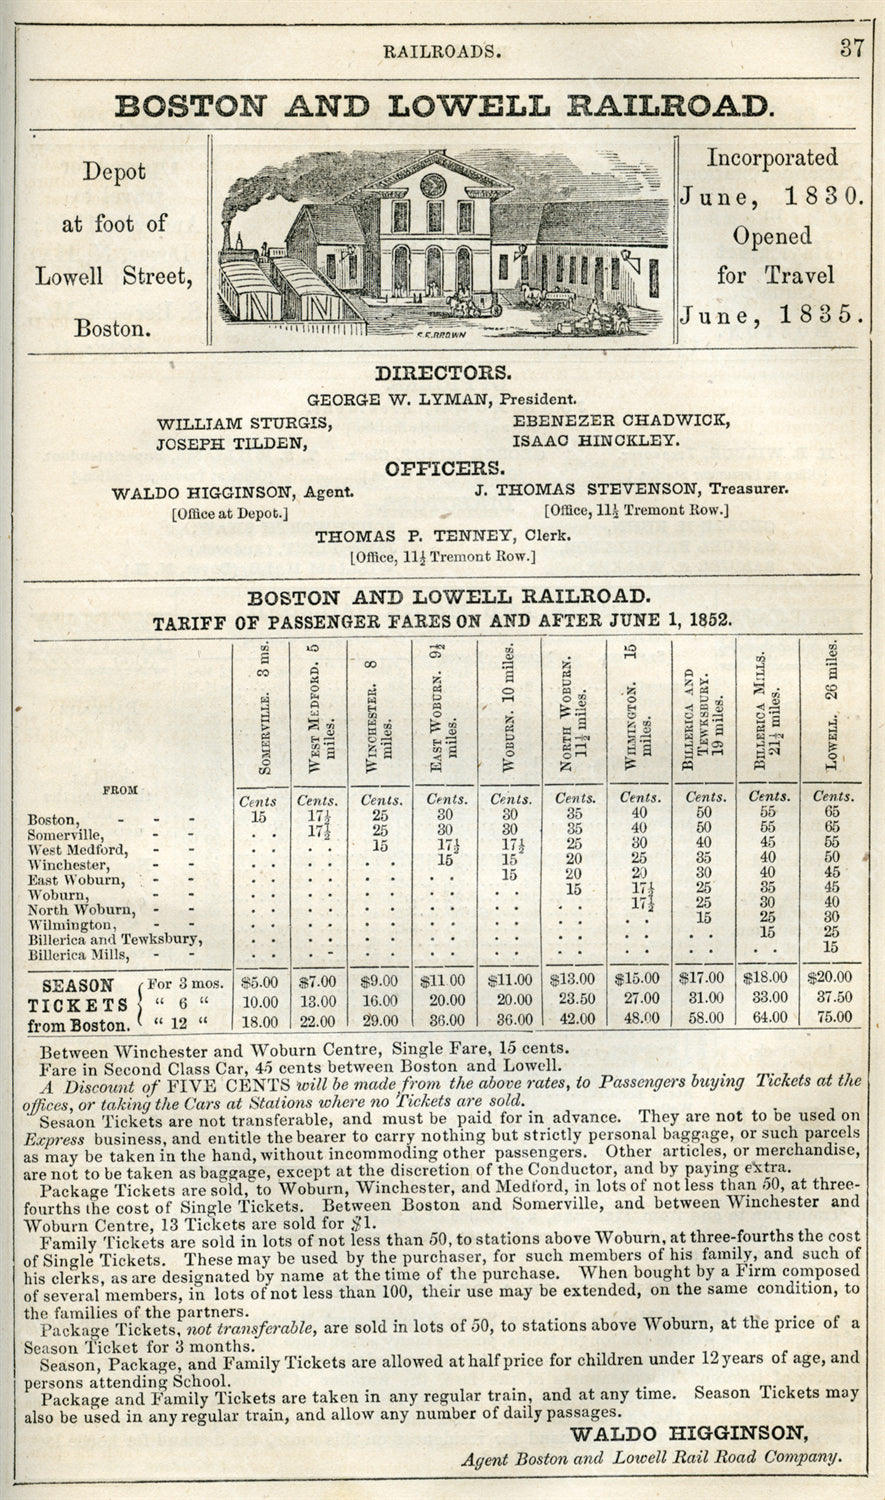 RAILROADS. 37
BOSTON AND LOWELL RAILROAD.
Depot
at foot of
Lowell Street,
Boston.
C.E.BROWN
Incorporated
June, 1830.
Opened
for Travel
June, 1835.
DIRECTORS.
GEORGE W. LYMAN, President.
WILLIAM STURGIS, EBENEZER CHADWICK,
JOSEPH TILDEN, ISAAC HINCKLEY.
OFFICERS.
WALDO HIGGINSON, Agent. J. THOMAS STEVENSON, Treasurer.
[Office at Depot.] [Office, 11½ Tremont Row.]
THOMAS P. TENNEY, Clerk.
[Office, 11½ Tremont Row.]
BOSTON AND LOWELL RAILROAD.
TARIFF OF PASSENGER FARES ON AND AFTER JUNE 1, 1852.
FROM
SOMERVILLE. 3 ms.
WEST MEDFORD. 5 miles.
WINCHESTER. 8 miles.
EAST WOBURN. 9½ miles.
WOBURN. 10 miles.
NORTH WOBURN. 11½ miles.
WILMINGTON. 15 miles.
BILLERICA AND TEWKSBURY. 19 miles.
BILLERICA MILLS. 21½ miles.
LOWELL. 26 miles.
Cents Cents. Cents. Cents. Cents. Cents. Cents. Cents. Cents. Cents.
Boston, - - - 15 17½ 25 30 30 35 40 50 55 65
Somerville, - - . . 17½ 25 30 30 35 40 50 55 65
West Medford, - - . . . . 15 17½ 17½ 25 30 40 45 55
Winchester, - - . . . . . . 15 15 20 25 35 40 50
East Woburn, - - . . . . . . . . 15 20 20 30 40 45
Woburn, - - . . . . . . . . . . 15 17½ 25 35 45
North Woburn, - - . . . . . . . . . . . . 17½ 25 30 40
Wilmington, - - . . . . . . . . . . . . . . 15 25 30
Billerica and Tewksbury, . . . . . . . . . . . . . . . . 15 25
Billerica Mills, - - . . . . . . . . . . . . . . . . . . 15
SEASON For 3 mos. $5.00 $7.00 $9.00 $11 00 $11.00 $13.00 $15.00 $17.00 $18.00 $20.00
TICKETS " 6 " 10.00 13.00 16.00 20.00 20.00 23.50 27.00 31.00 33.00 37.50
from Boston. " 12 " 18.00 22.00 29.00 36.00 36.00 42.00 48.00 58.00 64.00 75.00
Between Winchester and Woburn Centre, Single Fare, 15 cents.
Fare in Second Class Car, 45 cents between Boston and Lowell.
A Discount of FIVE CENTS will be made from the above rates, to Passengers buying Tickets at the
offices, or taking the Cars at Stations where no Tickets are sold.
Sesaon Tickets are not transferable, and must be paid for in advance. They are not to be used on
Express business, and entitle the bearer to carry nothing but strictly personal baggage, or such parcels
as may be taken in the hand, without incommoding other passengers. Other articles, or merchandise,
are not to be taken as baggage, except at the discretion of the Conductor, and by paying extra.
Package Tickets are sold, to Woburn, Winchester, and Medford, in lots of not less than 50, at three-
fourths the cost of Single Tickets. Between Boston and Somerville, and between Winchester and
Woburn Centre, 13 Tickets are sold for $1.
Family Tickets are sold in lots of not less than 50, to stations above Woburn, at three-fourths the cost
of Single Tickets. These may be used by the purchaser, for such members of his family, and such of
his clerks, as are designated by name at the time of the purchase. When bought by a Firm composed
of several members, in lots of not less than 100, their use may be extended, on the same condition, to
the families of the partners.
Package Tickets, not transferable, are sold in lots of 50, to stations above Woburn, at the price of a
Season Ticket for 3 months.
Season, Package, and Family Tickets are allowed at half price for children under 12 years of age, and
persons attending School.
Package and Family Tickets are taken in any regular train, and at any time. Season Tickets may
also be used in any regular train, and allow any number of daily passages.
WALDO HIGGINSON,
Agent Boston and Lowell Rail Road Company.